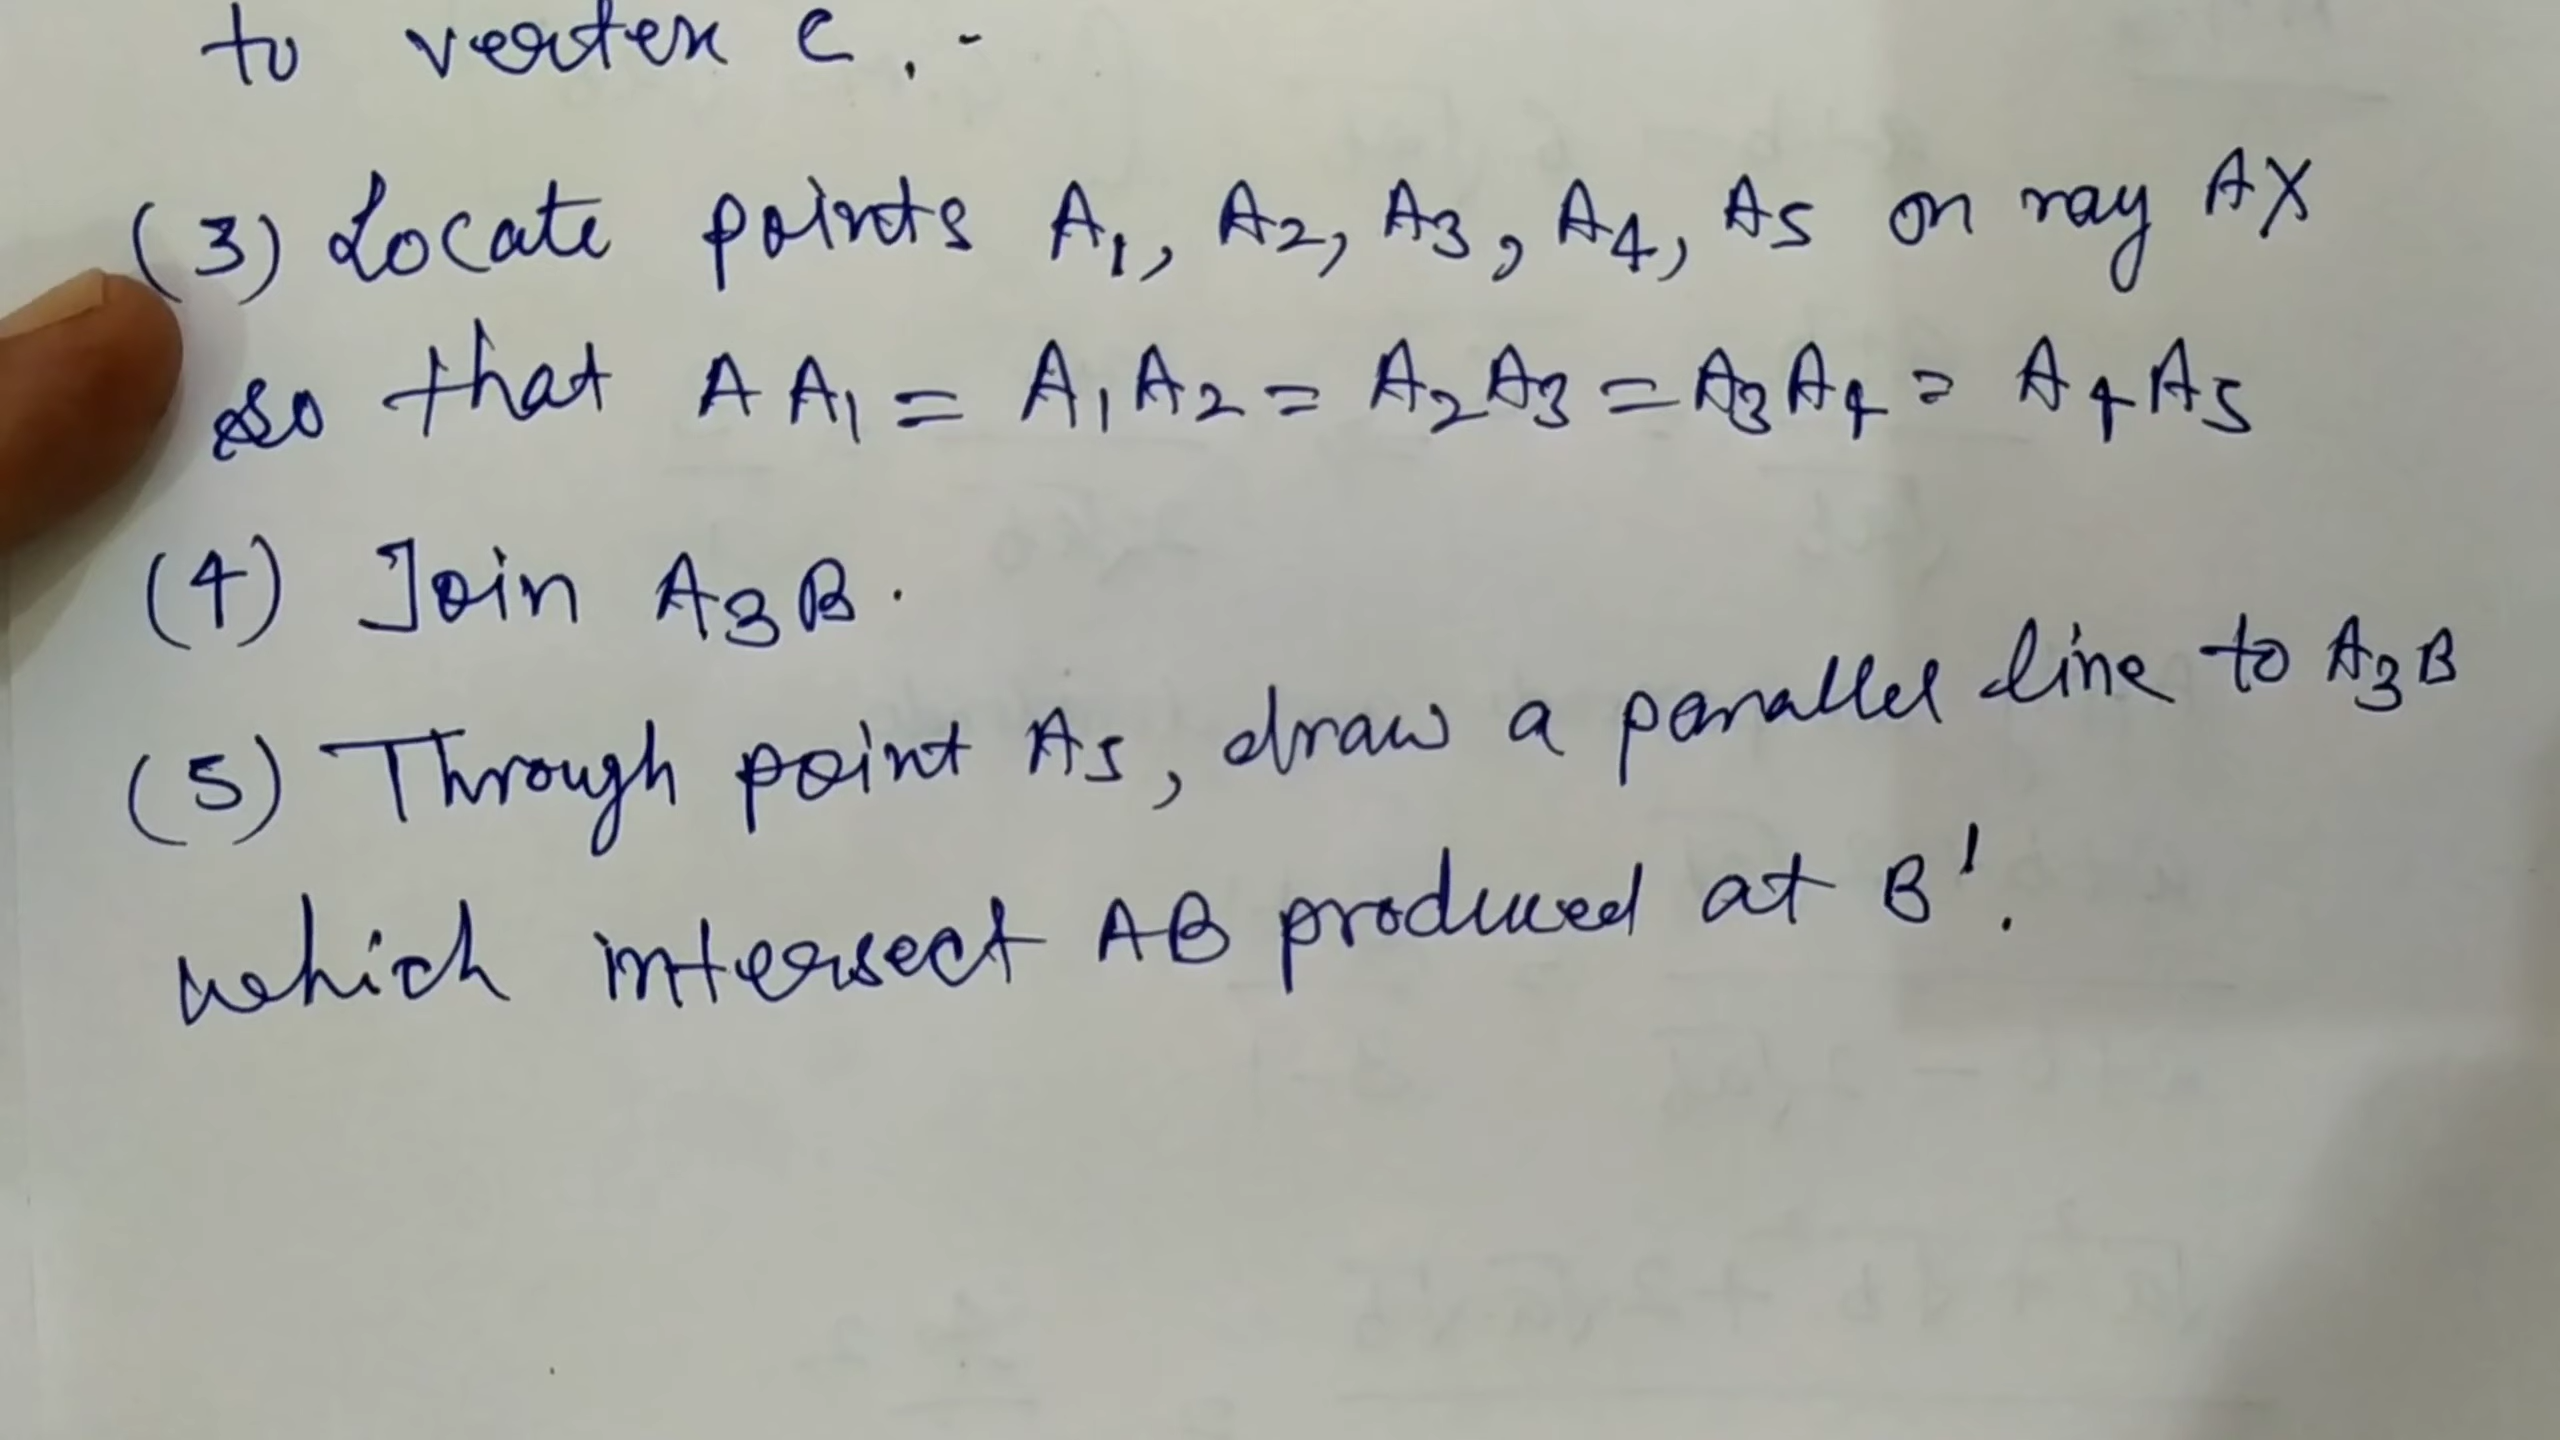 to vertex C.
(3) Locate points A₁, A₂, A₃, A₄, A₅ on ray AX
so that AA₁ = A₁A₂ = A₂A₃ = A₃A₄ = A₄A₅
(4) Join A₃B.
(5) Through point A₅, draw a parallel line to A₃B
which intersect AB produced at B'.